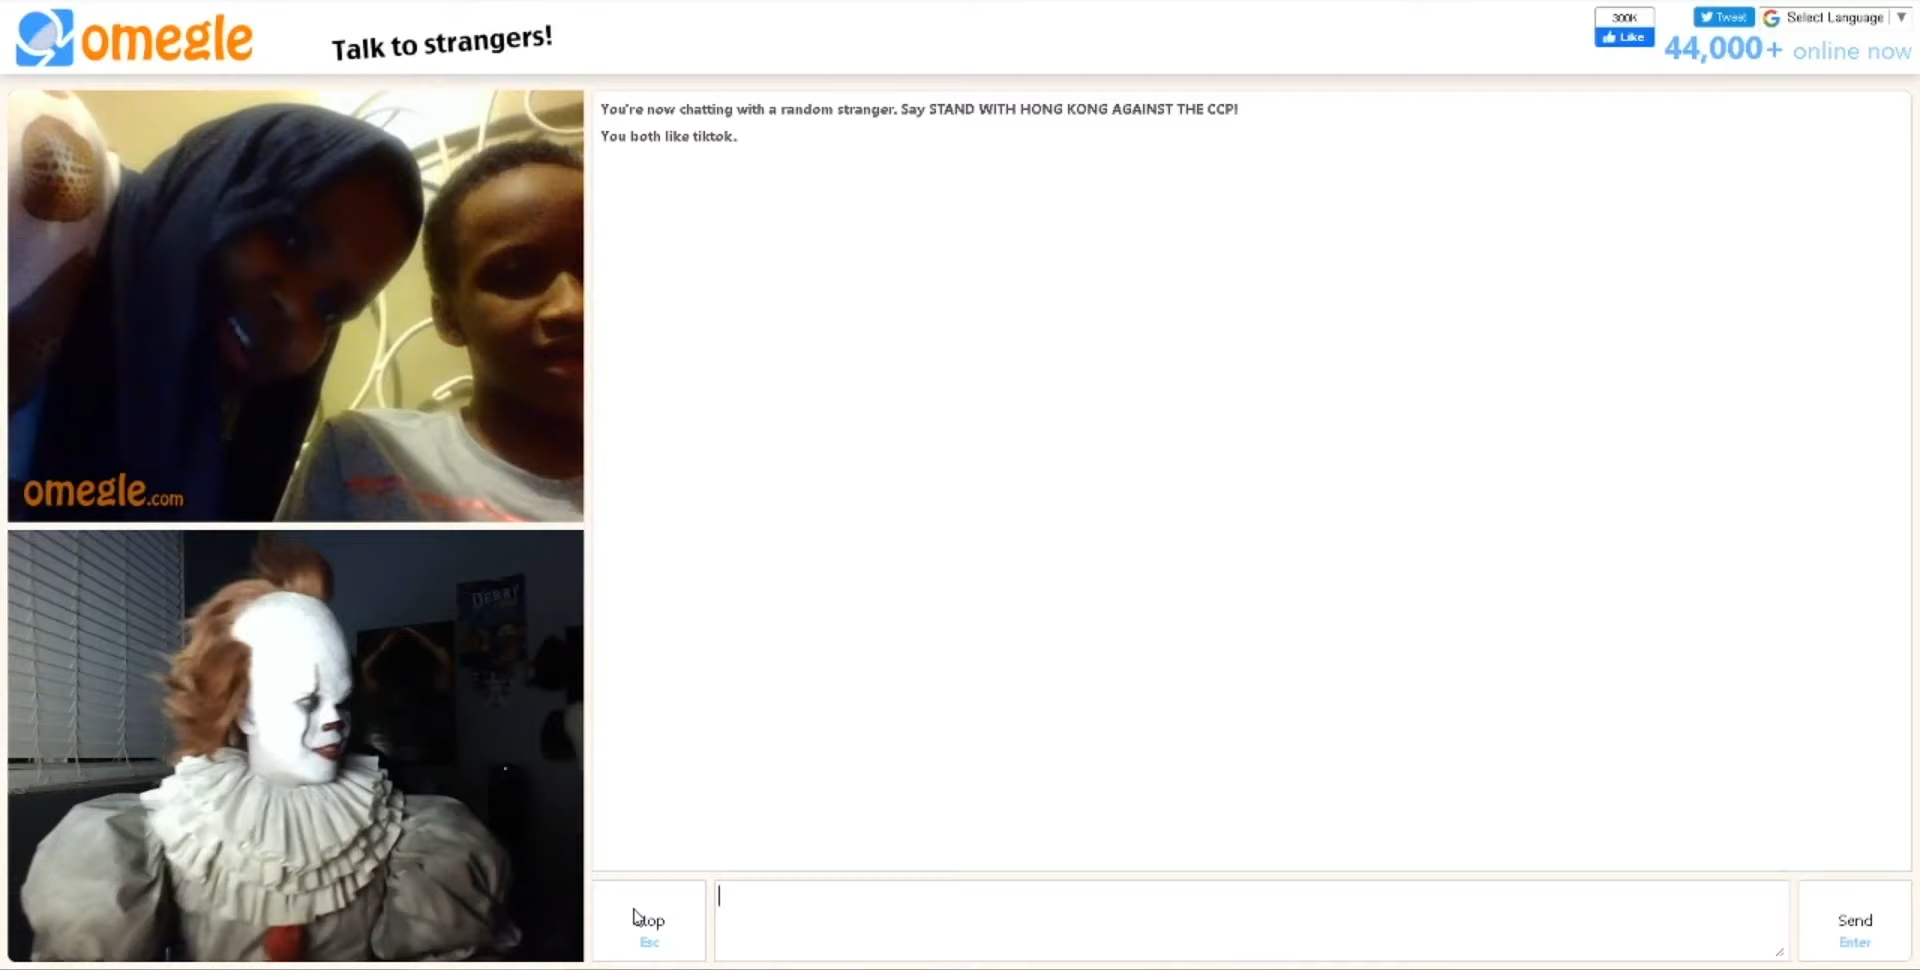 omegle
Talk to strangers!
300K
Like
Tweet
Select Language
44,000+ online now
You're now chatting with a random stranger. Say STAND WITH HONG KONG AGAINST THE CCP!
You both like tiktok.
omegle.com
DERRY
Stop
Esc
Send
Enter